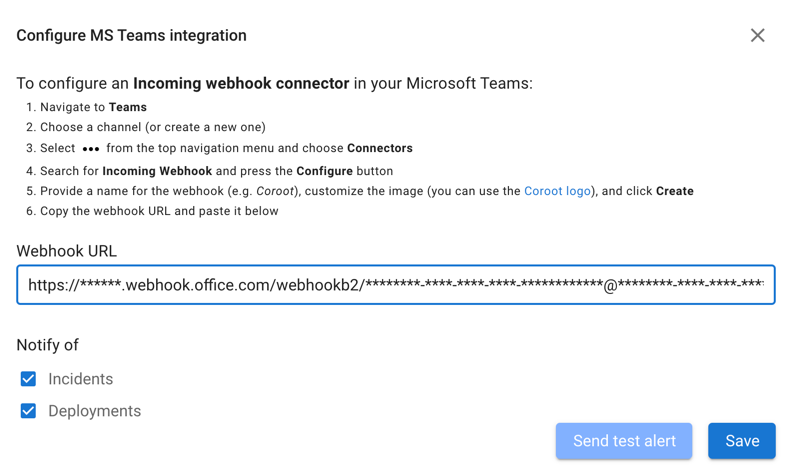 Configure MS Teams integration
To configure an Incoming webhook connector in your Microsoft Teams:
1. Navigate to Teams
2. Choose a channel (or create a new one)
3. Select ••• from the top navigation menu and choose Connectors
4. Search for Incoming Webhook and press the Configure button
5. Provide a name for the webhook (e.g. Coroot), customize the image (you can use the Coroot logo), and click Create
6. Copy the webhook URL and paste it below
Webhook URL
https://******.webhook.office.com/webhookb2/********-****-****-****-************@********-****-****-****
Notify of
Incidents
Deployments
Send test alert
Save